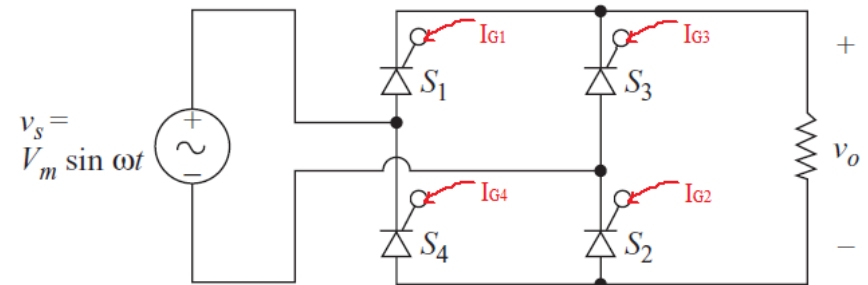 I_G1
I_G3
S_1
S_3
+
v_s =
V_m sin ωt
+
−
v_o
I_G4
I_G2
S_4
S_2
−